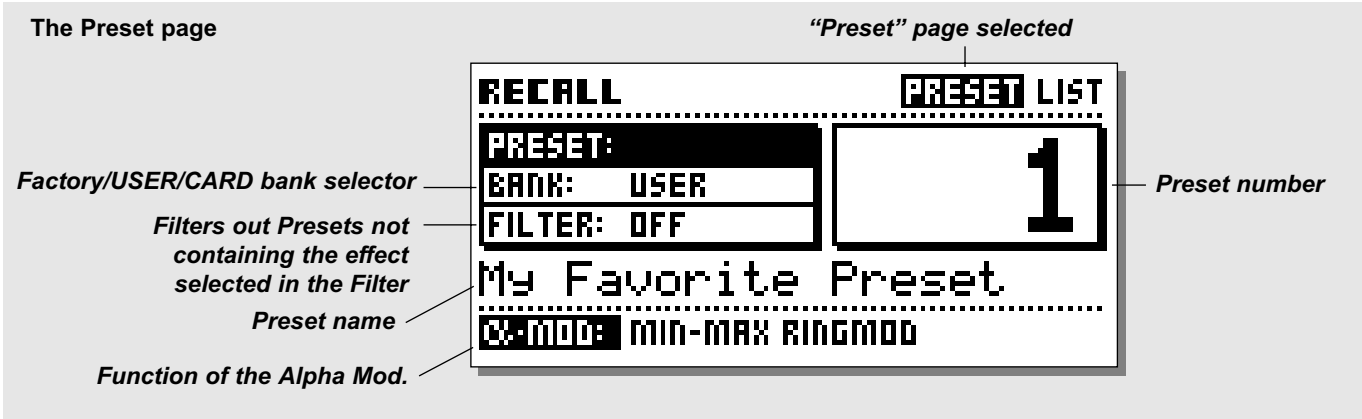 The Preset page
“Preset” page selected
RECALL PRESET LIST
PRESET:
1
Factory/USER/CARD bank selector
BANK: USER
Preset number
Filters out Presets not
containing the effect
selected in the Filter
FILTER: OFF
My Favorite Preset
Preset name
α-MOD: MIN-MAX RINGMOD
Function of the Alpha Mod.